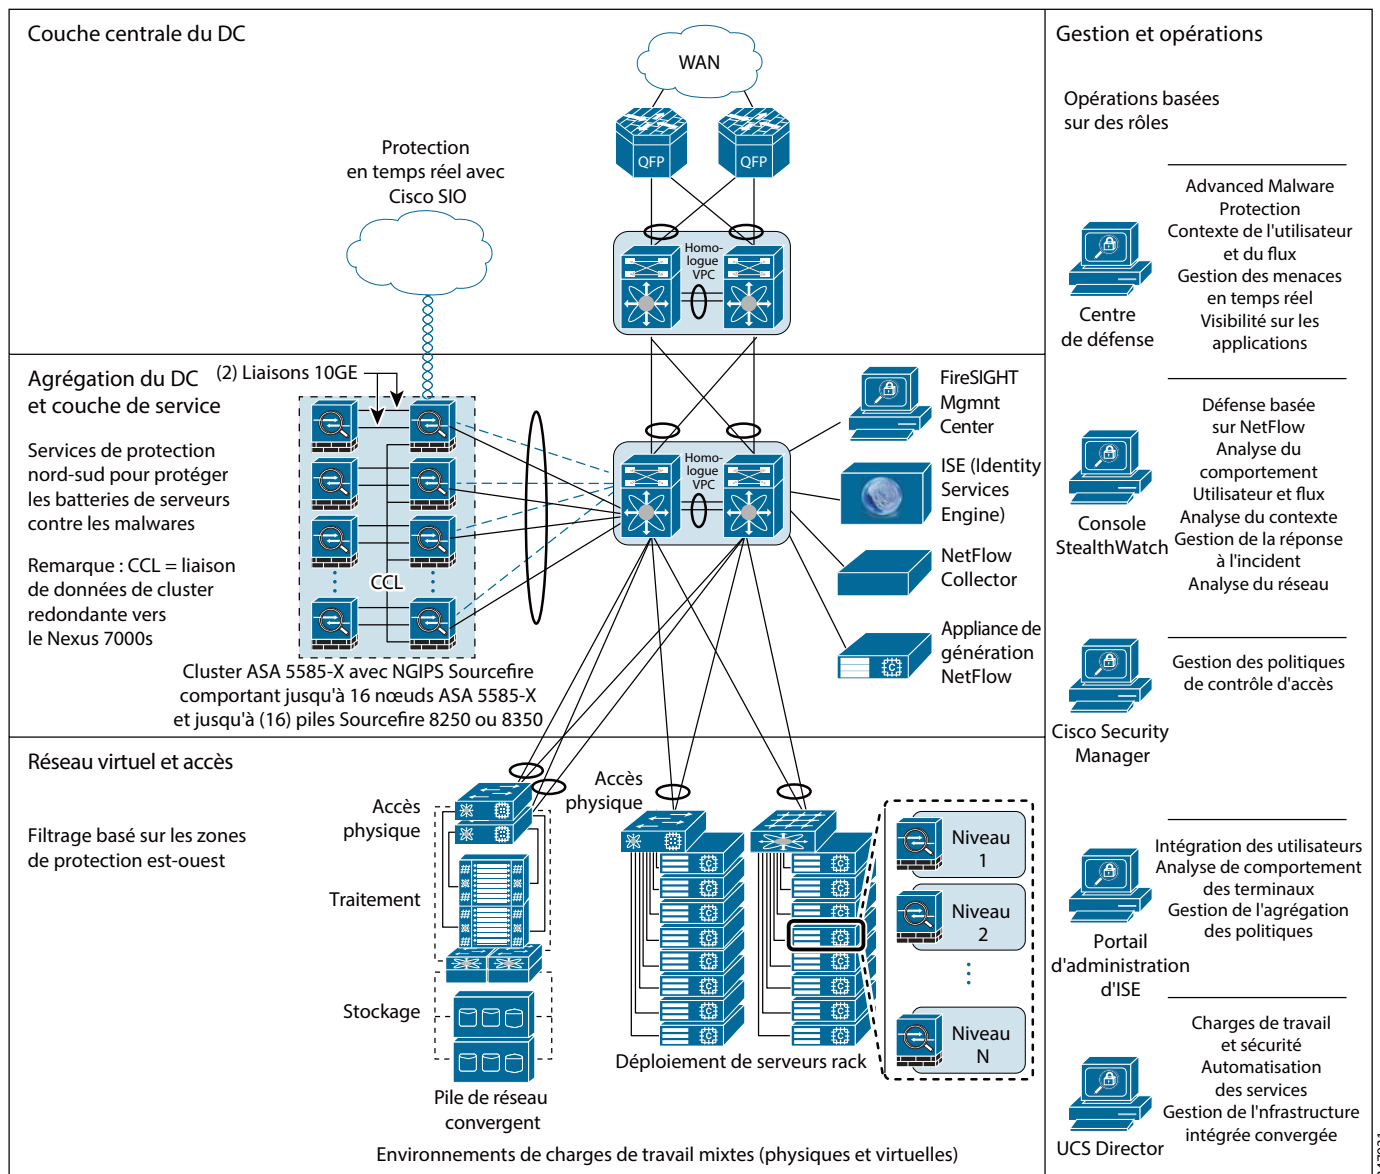 Couche centrale du DC
WAN
QFP
QFP
Protection
en temps réel avec
Cisco SIO
Homo-
logue
VPC
Agrégation du DC
et couche de service
(2) Liaisons 10GE
Services de protection
nord-sud pour protéger
les batteries de serveurs
contre les malwares
Remarque : CCL = liaison
de données de cluster
redondante vers
le Nexus 7000s
CCL
Cluster ASA 5585-X avec NGIPS Sourcefire
comportant jusqu'à 16 nœuds ASA 5585-X
et jusqu'à (16) piles Sourcefire 8250 ou 8350
Homo-
logue
VPC
FireSIGHT
Mgmnt
Center
ISE (Identity
Services
Engine)
NetFlow
Collector
Appliance de
génération
NetFlow
Réseau virtuel et accès
Filtrage basé sur les zones
de protection est-ouest
Accès
physique
Traitement
Stockage
Pile de réseau
convergent
Accès
physique
Déploiement de serveurs rack
Niveau
1
Niveau
2
Niveau
N
Environnements de charges de travail mixtes (physiques et virtuelles)
Gestion et opérations
Opérations basées
sur des rôles
Centre
de défense
Advanced Malware
Protection
Contexte de l'utilisateur
et du flux
Gestion des menaces
en temps réel
Visibilité sur les
applications
Console
StealthWatch
Défense basée
sur NetFlow
Analyse du
comportement
Utilisateur et flux
Analyse du contexte
Gestion de la réponse
à l'incident
Analyse du réseau
Cisco Security
Manager
Gestion des politiques
de contrôle d'accès
Portail
d'administration
d'ISE
Intégration des utilisateurs
Analyse de comportement
des terminaux
Gestion de l'agrégation
des politiques
UCS Director
Charges de travail
et sécurité
Automatisation
des services
Gestion de l'nfrastructure
intégrée convergée